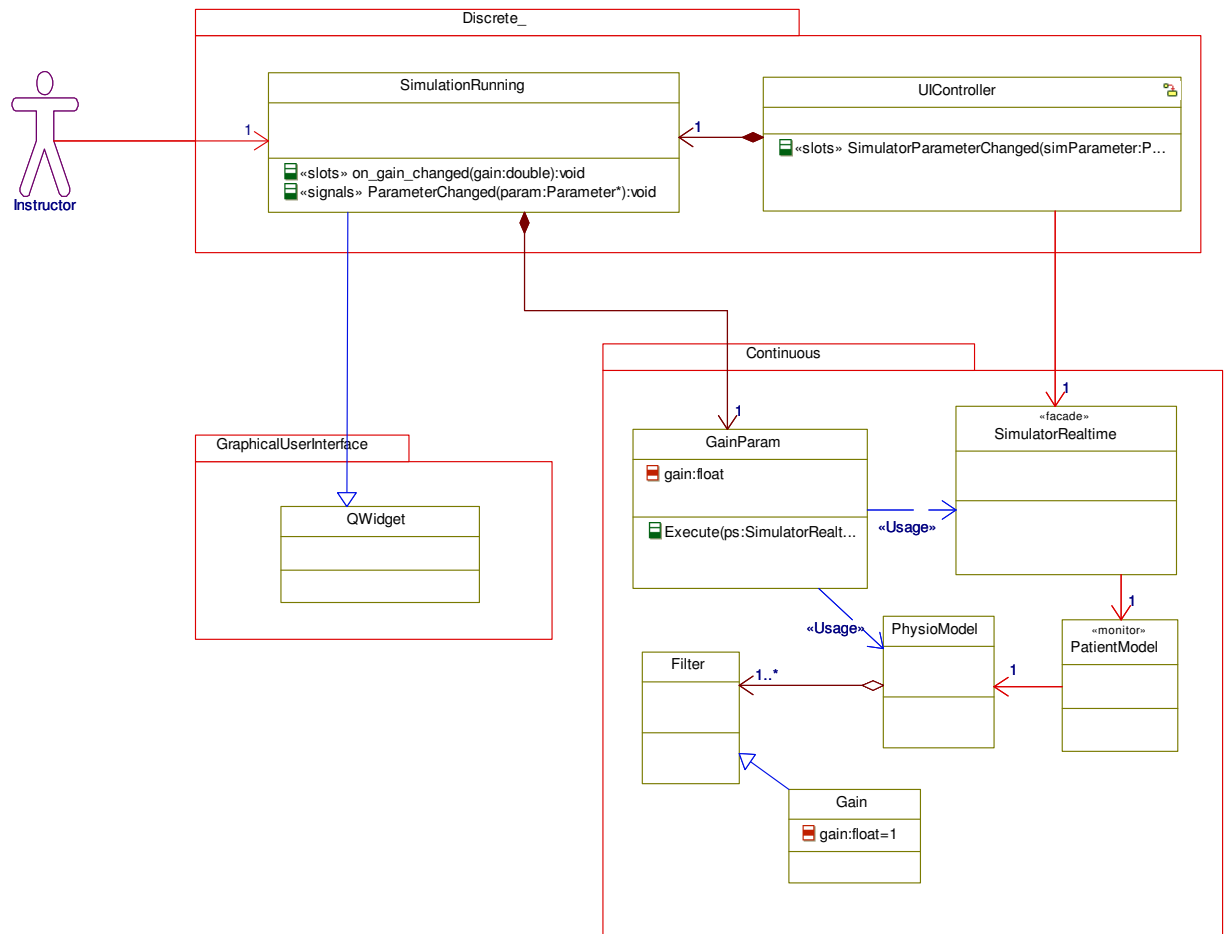 Discrete_
SimulationRunning
UIController
1
1
«slots» on_gain_changed(gain:double):void
«signals» ParameterChanged(param:Parameter*):void
«slots» SimulatorParameterChanged(simParameter:P...
Instructor
Continuous
1
1
GraphicalUserInterface
QWidget
GainParam
gain:float
Execute(ps:SimulatorRealt...
«facade»
SimulatorRealtime
«Usage»
1
«Usage»
PhysioModel
«monitor»
PatientModel
Filter
1..*
1
Gain
gain:float=1